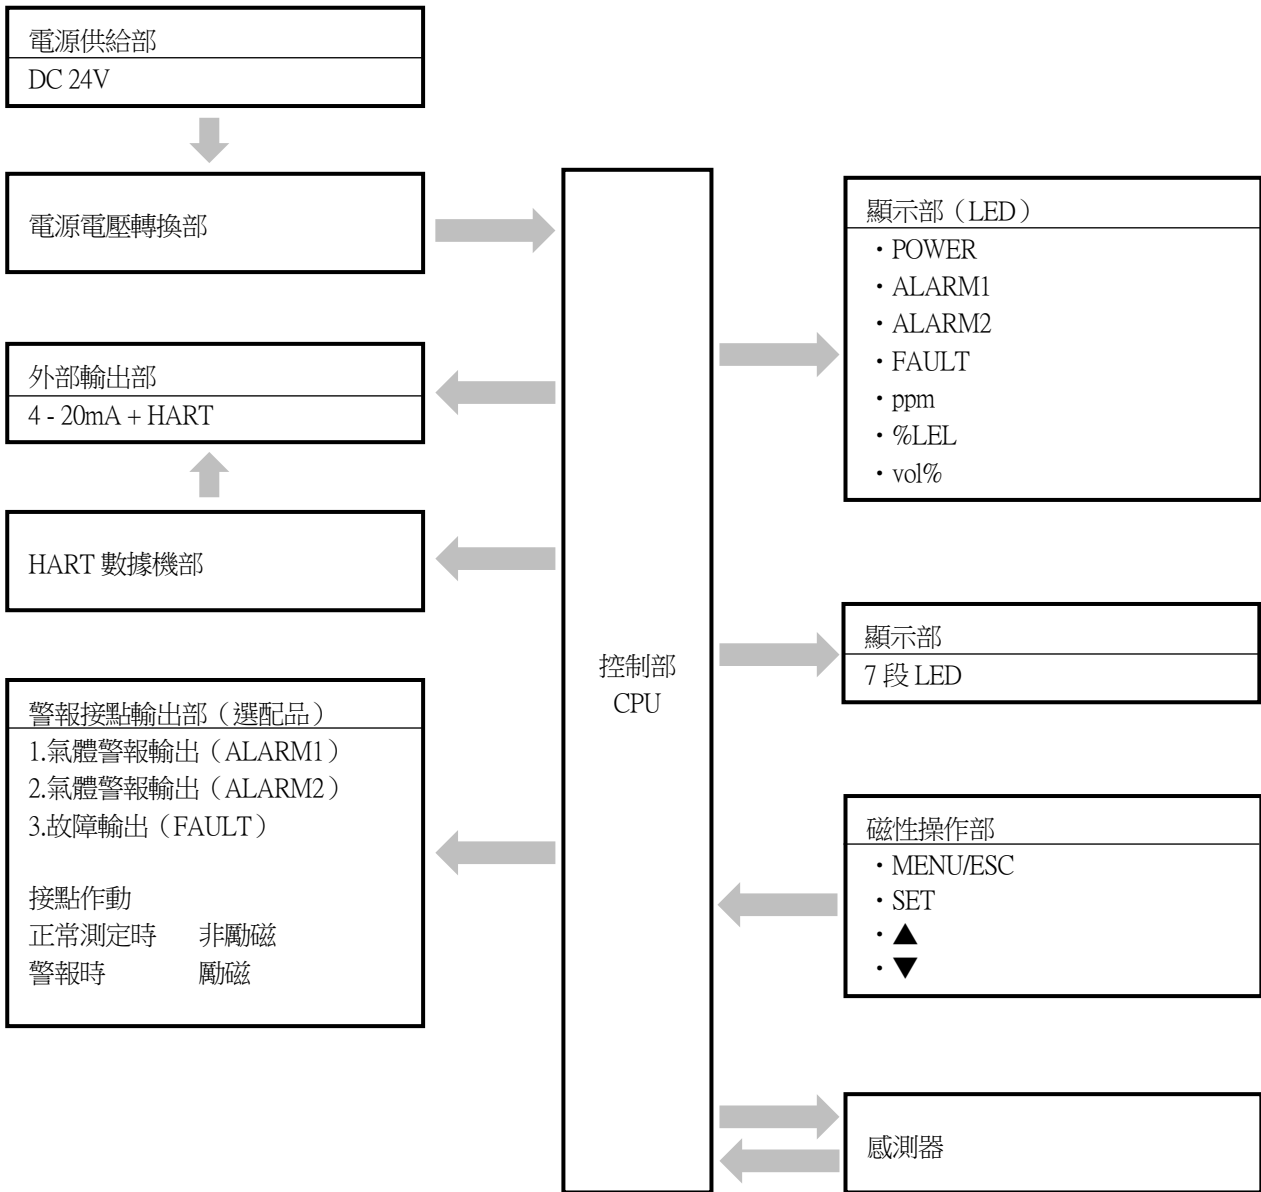 電源供給部
DC 24V
電源電壓轉換部
外部輸出部
4 - 20mA + HART
HART 數據機部
警報接點輸出部（選配品）
1.氣體警報輸出（ALARM1）
2.氣體警報輸出（ALARM2）
3.故障輸出（FAULT）
接點作動
正常測定時 非勵磁
警報時 勵磁
控制部
CPU
顯示部（LED）
・POWER
・ALARM1
・ALARM2
・FAULT
・ppm
・%LEL
・vol%
顯示部
7 段 LED
磁性操作部
・MENU/ESC
・SET
・▲
・▼
感測器